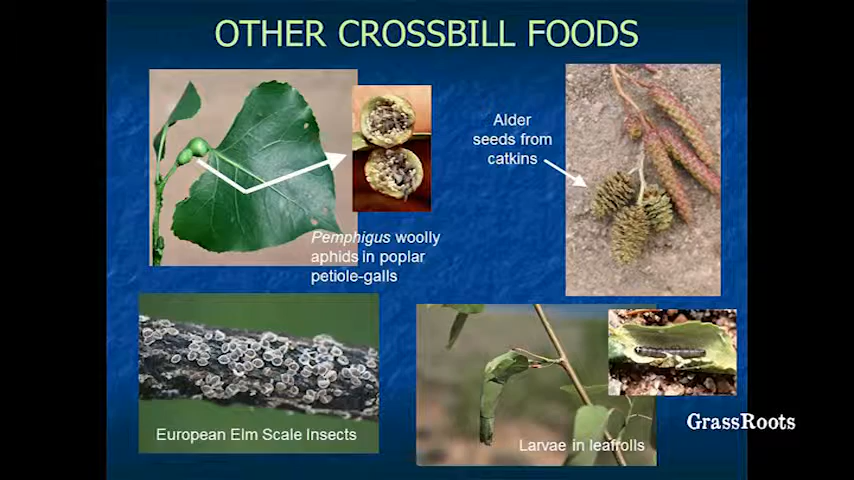 OTHER CROSSBILL FOODS
Alder
seeds from
catkins
Pemphigus woolly
aphids in poplar
petiole-galls
European Elm Scale Insects
Larvae in leafrolls
GrassRoots